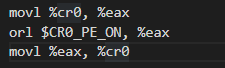 movl %cr0, %eax
orl $CR0_PE_ON, %eax
movl %eax, %cr0